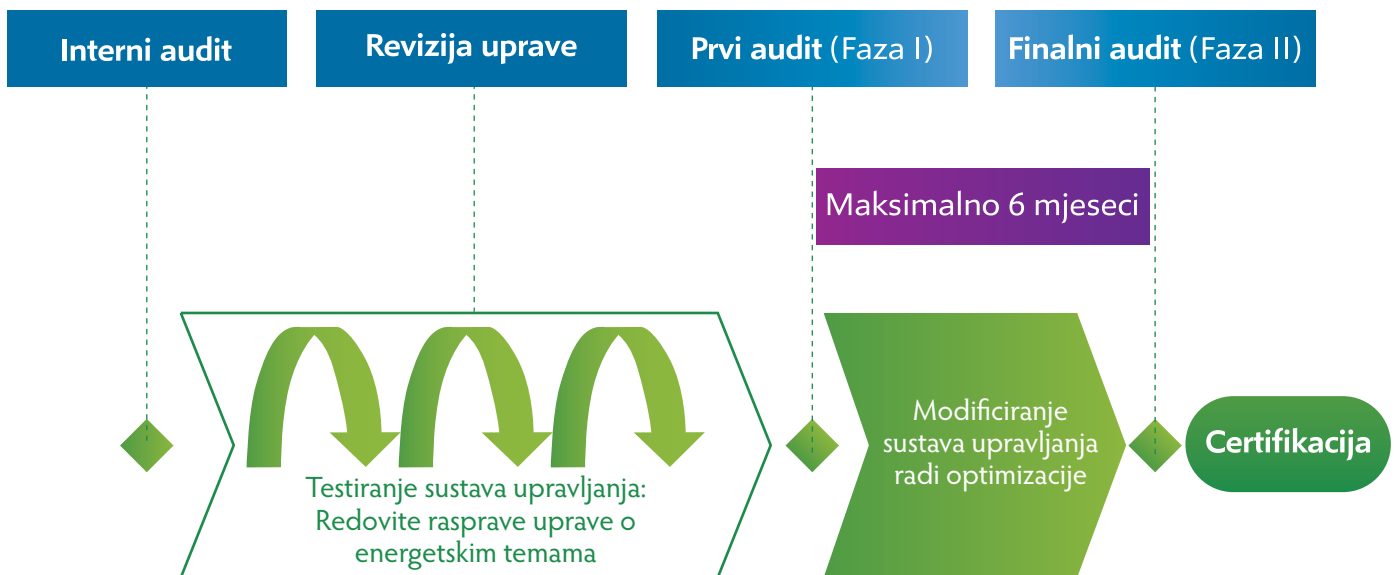 Interni audit
Revizija uprave
Prvi audit (Faza I)
Finalni audit (Faza II)
Maksimalno 6 mjeseci
Testiranje sustava upravljanja:
Redovite rasprave uprave o
energetskim temama
Modificiranje
sustava upravljanja
radi optimizacije
Certifikacija